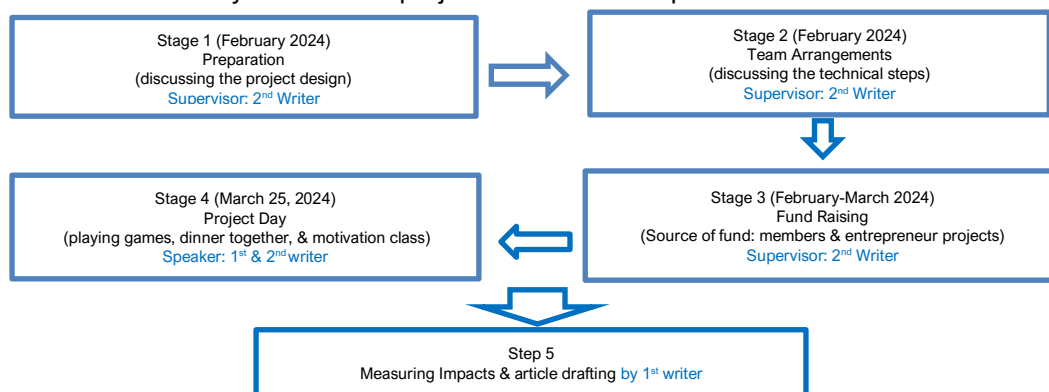 Stage 1 (February 2024)
Preparation
(discussing the project design)
Supervisor: 2nd Writer
Stage 2 (February 2024)
Team Arrangements
(discussing the technical steps)
Supervisor: 2nd Writer
Stage 3 (February-March 2024)
Fund Raising
(Source of fund: members & entrepreneur projects)
Supervisor: 2nd Writer
Stage 4 (March 25, 2024)
Project Day
(playing games, dinner together, & motivation class)
Speaker: 1st & 2nd writer
Step 5
Measuring Impacts & article drafting by 1st writer